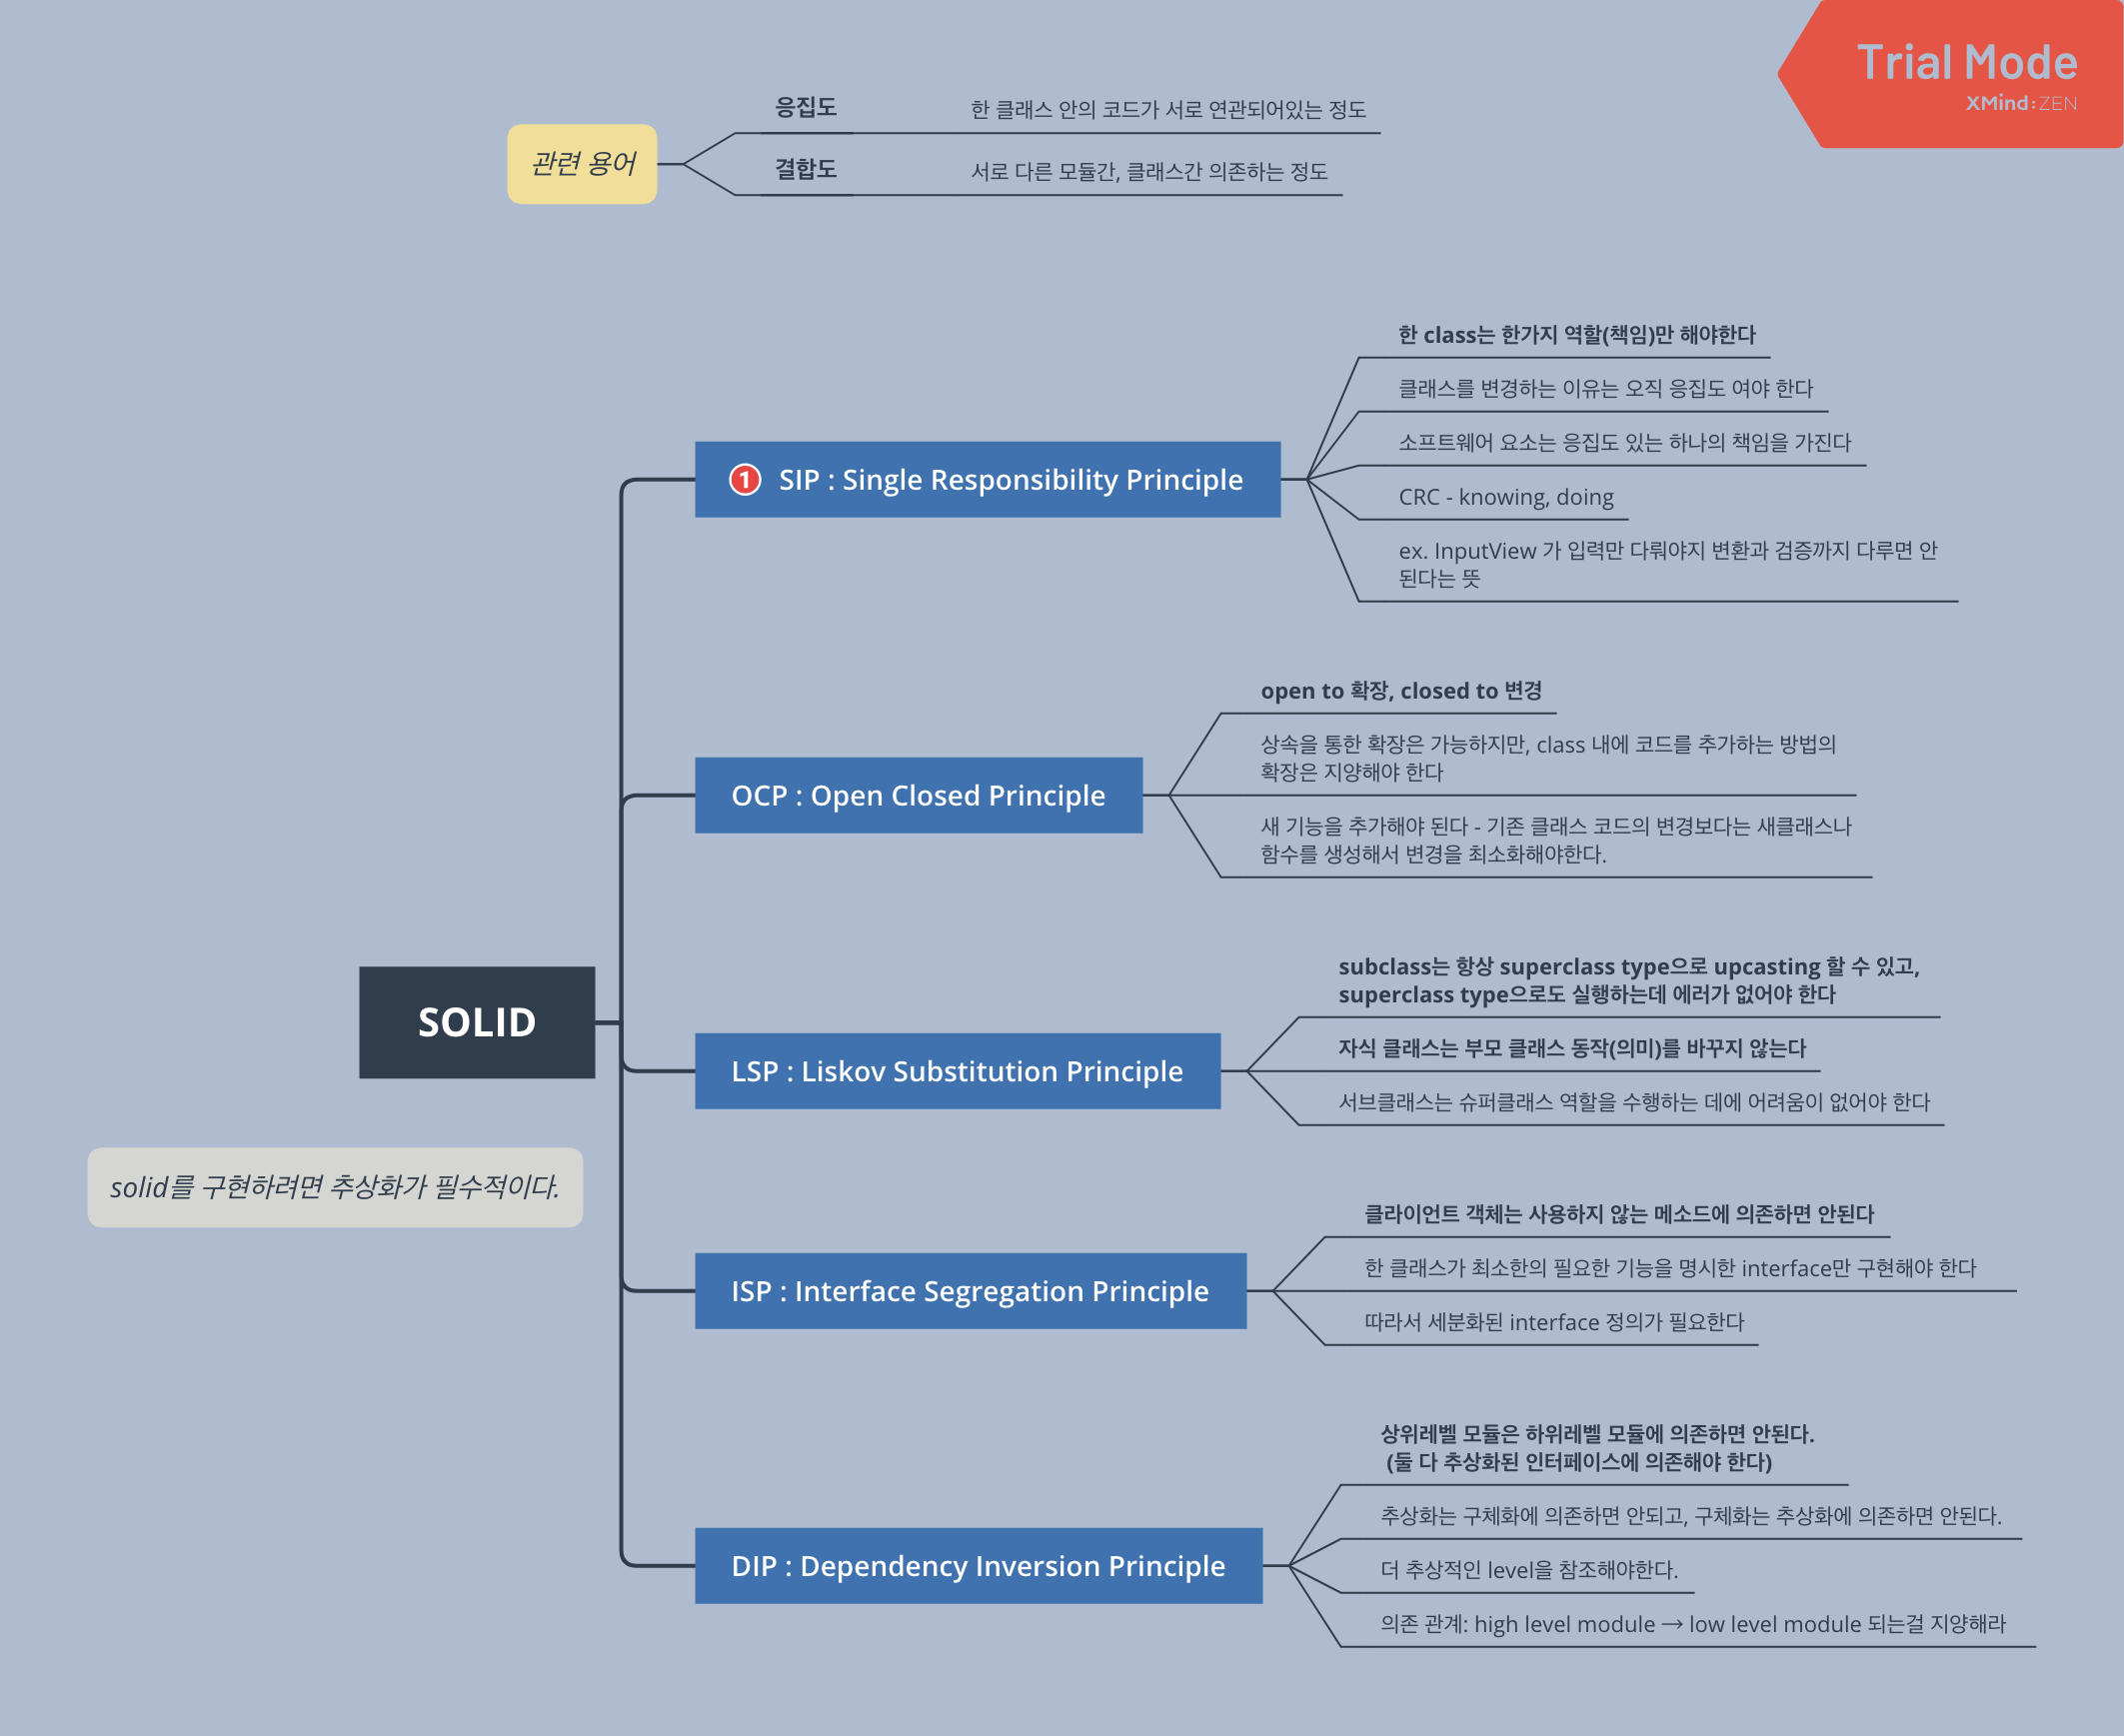 Trial Mode
XMind:ZEN
관련 용어
응집도
한 클래스 안의 코드가 서로 연관되어있는 정도
결합도
서로 다른 모듈간, 클래스간 의존하는 정도
SOLID
solid를 구현하려면 추상화가 필수적이다.
1 SIP : Single Responsibility Principle
한 class는 한가지 역할(책임)만 해야한다
클래스를 변경하는 이유는 오직 응집도 여야 한다
소프트웨어 요소는 응집도 있는 하나의 책임을 가진다
CRC - knowing, doing
ex. InputView 가 입력만 다뤄야지 변환과 검증까지 다루면 안
된다는 뜻
OCP : Open Closed Principle
open to 확장, closed to 변경
상속을 통한 확장은 가능하지만, class 내에 코드를 추가하는 방법의
확장은 지양해야 한다
새 기능을 추가해야 된다 - 기존 클래스 코드의 변경보다는 새클래스나
함수를 생성해서 변경을 최소화해야한다.
LSP : Liskov Substitution Principle
subclass는 항상 superclass type으로 upcasting 할 수 있고,
superclass type으로도 실행하는데 에러가 없어야 한다
자식 클래스는 부모 클래스 동작(의미)를 바꾸지 않는다
서브클래스는 슈퍼클래스 역할을 수행하는 데에 어려움이 없어야 한다
ISP : Interface Segregation Principle
클라이언트 객체는 사용하지 않는 메소드에 의존하면 안된다
한 클래스가 최소한의 필요한 기능을 명시한 interface만 구현해야 한다
따라서 세분화된 interface 정의가 필요한다
DIP : Dependency Inversion Principle
상위레벨 모듈은 하위레벨 모듈에 의존하면 안된다.
(둘 다 추상화된 인터페이스에 의존해야 한다)
추상화는 구체화에 의존하면 안되고, 구체화는 추상화에 의존하면 안된다.
더 추상적인 level을 참조해야한다.
의존 관계: high level module → low level module 되는걸 지양해라